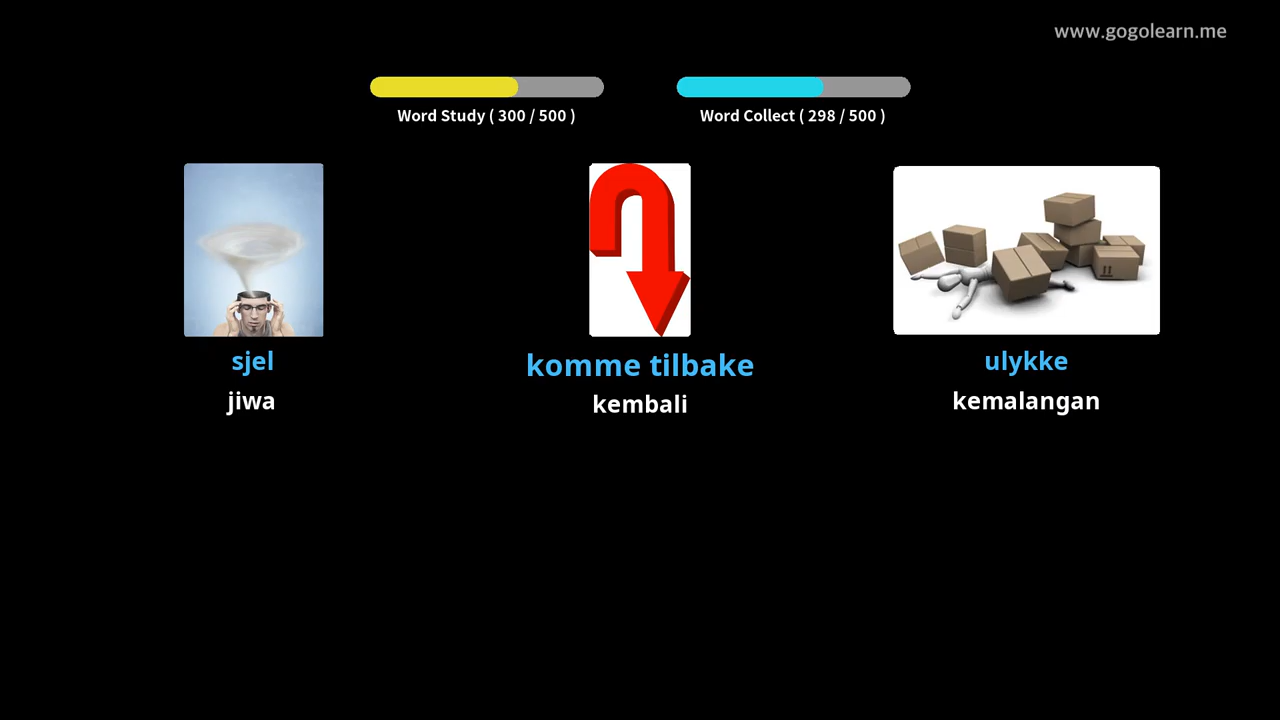 www.gogolearn.me
Word Study ( 300 / 500 )
Word Collect ( 298 / 500 )
sjel
jiwa
komme tilbake
kembali
ulykke
kemalangan